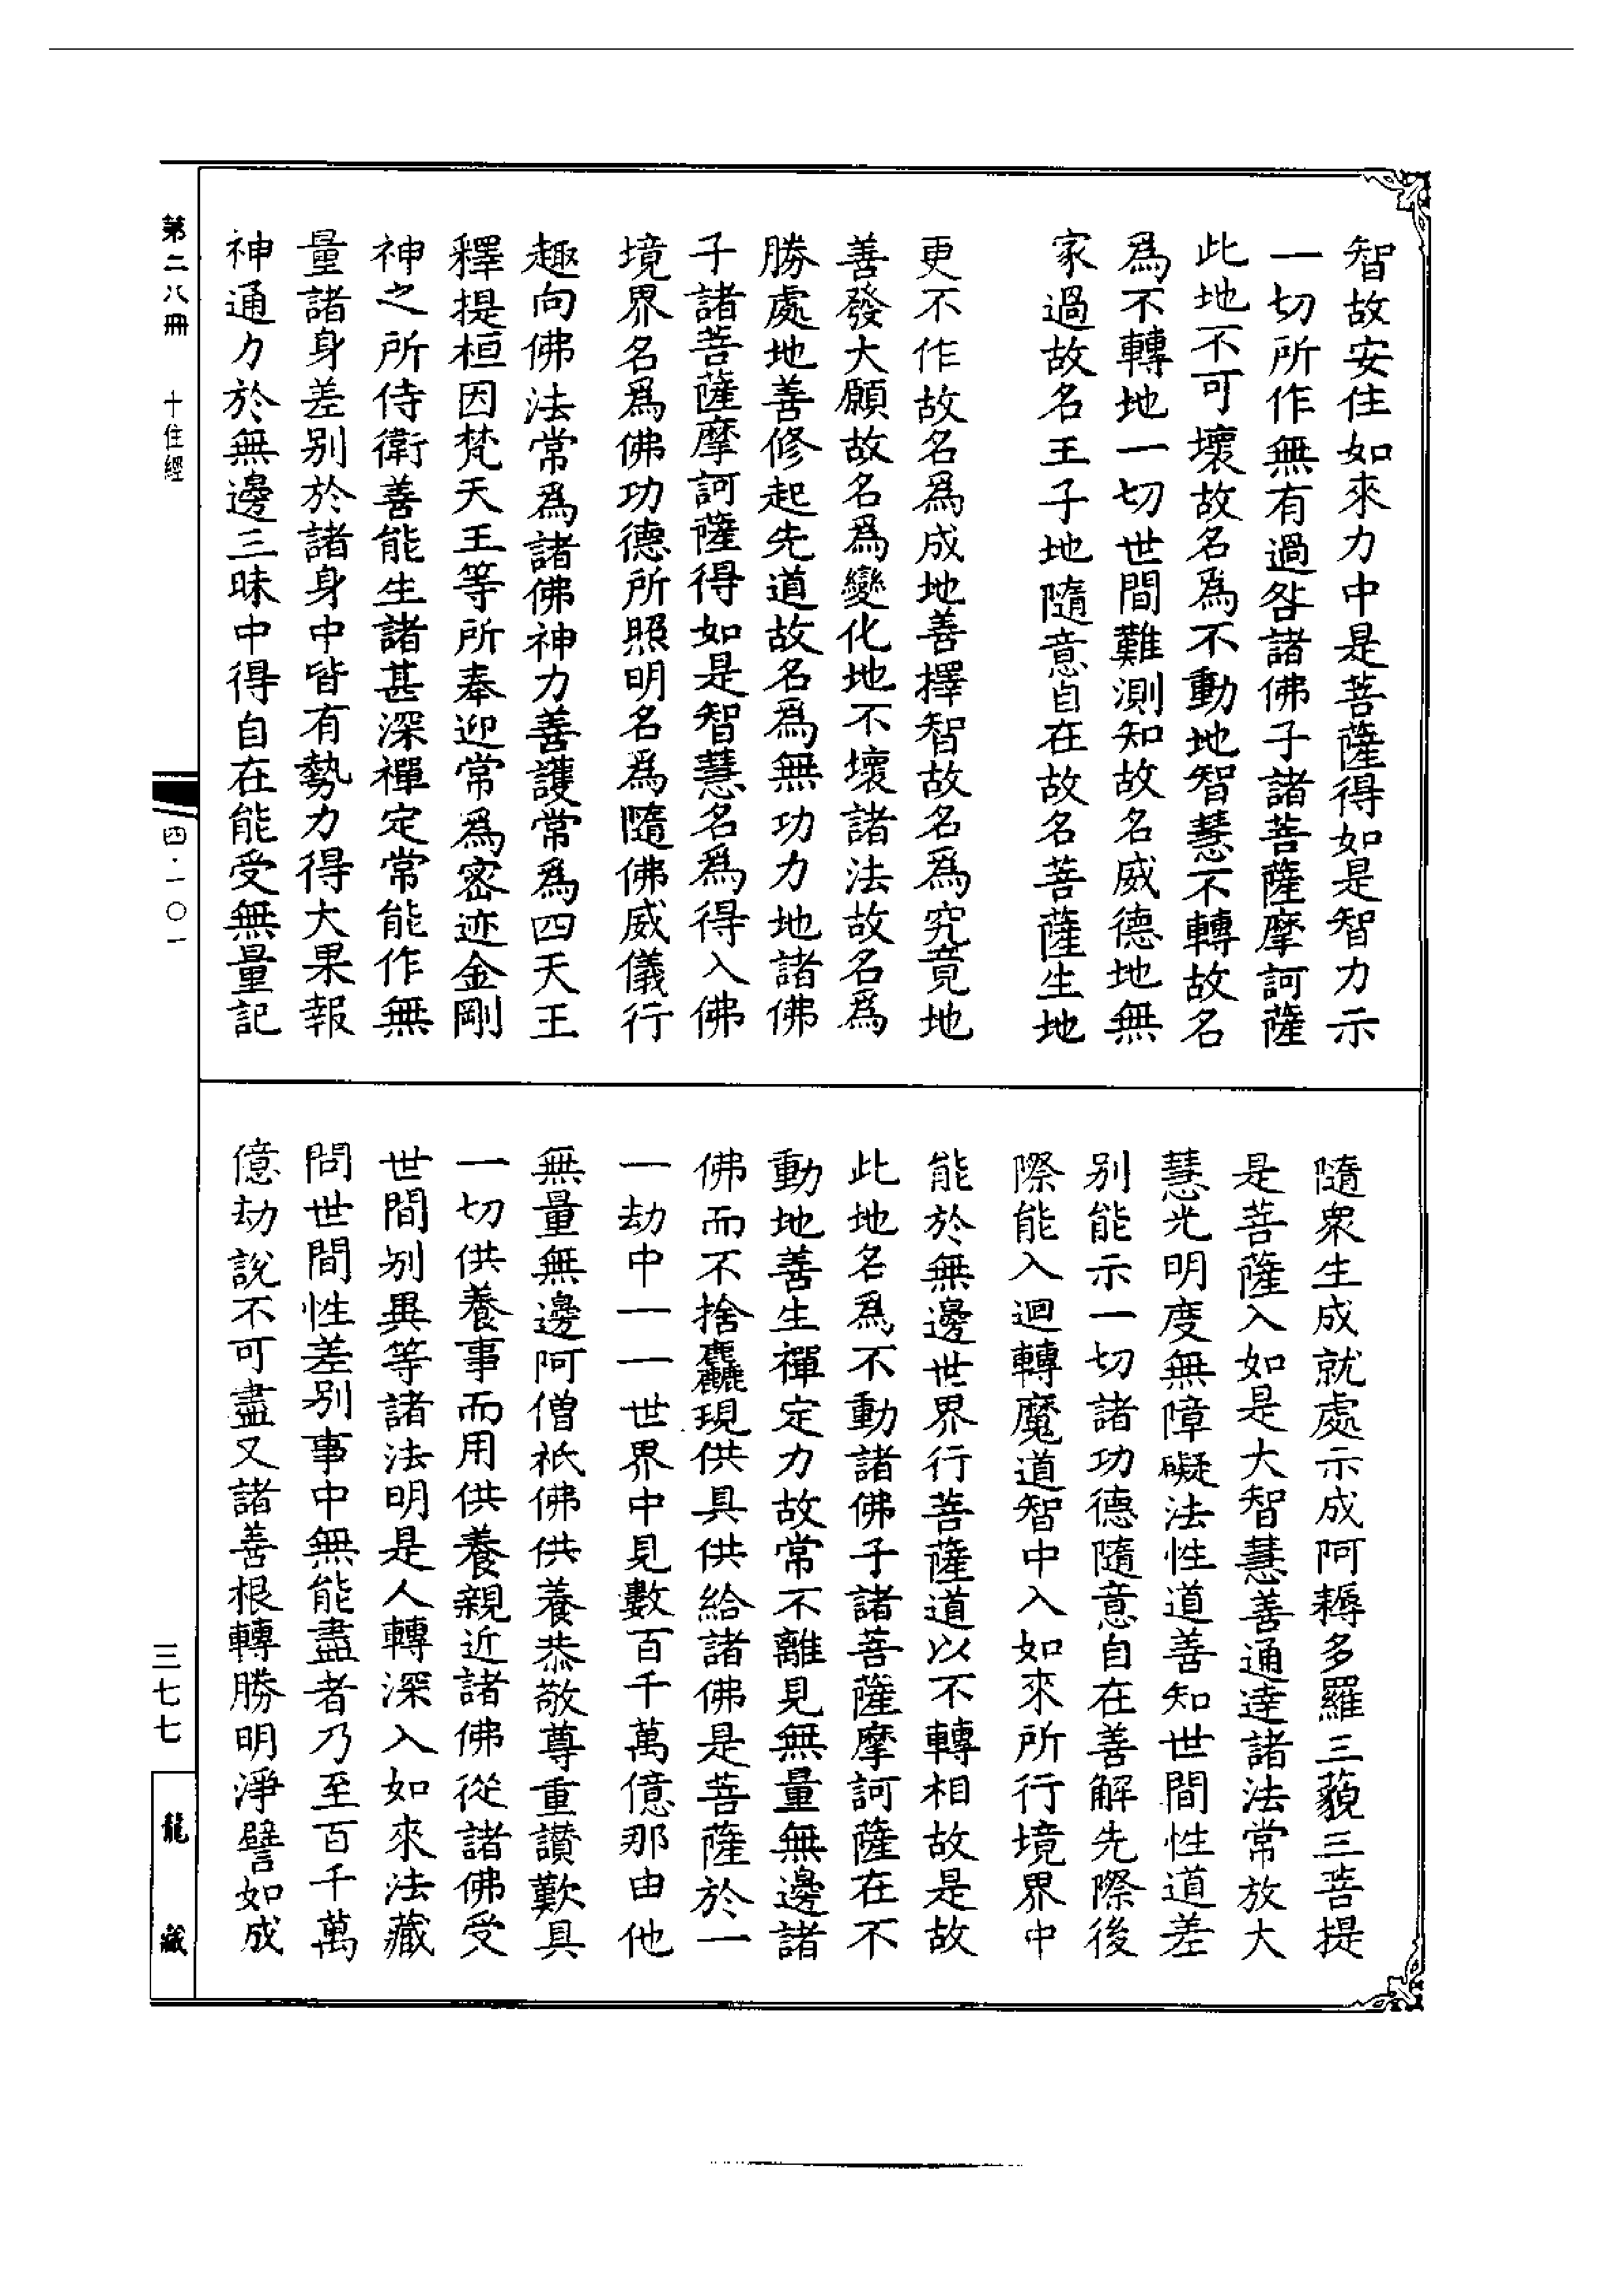 智故安住如來力中是菩薩得如是智力示
一切所作無有過咎諸佛子諸菩薩摩訶薩
此地不可壞故名爲不動地智慧不轉故名
爲不轉地一切世間難測知故名威德地無
家過故名王子地隨意自在故名菩薩生地
更不作故名爲成地善擇智故名爲究竟地
善發大願故名爲變化地不壞諸法故名爲
勝處地善修起先道故名爲無功力地諸佛
子諸菩薩摩訶薩得如是智慧名爲得入佛
境界名爲佛功德所照明名爲隨佛威儀行
趣向佛法常爲諸佛神力善護常爲四天王
釋提桓因梵天王等所奉迎常爲密迹金剛
神之所侍衛善能生諸甚深禪定常能作無
量諸身差别於諸身中皆有勢力得大果報
神通力於無邊三昧中得自在能受無量記
隨衆生成就處示成阿耨多羅三藐三菩提
是菩薩入如是大智慧善通達諸法常放大
慧光明度無障礙法性道善知世間性道差
别能示一切諸功德隨意自在善解先際後
際能入迴轉魔道智中入如來所行境界中
能於無邊世界行菩薩道以不轉相故是故
此地名爲不動諸佛子諸菩薩摩訶薩在不
動地善生禪定力故常不離見無量無邊諸
佛而不捨麤現供具供給諸佛是菩薩於一
一劫中一一世界中見數百千萬億那由他
無量無邊阿僧祇佛供養恭敬尊重讃歎具
一切供養事而用供養親近諸佛從諸佛受
世間别異等諸法明是人轉深入如來法藏
問世間性差别事中無能盡者乃至百千萬
億劫說不可盡又諸善根轉勝明淨譬如成
第二八冊 十住經
四·一〇一
三七七
龍藏